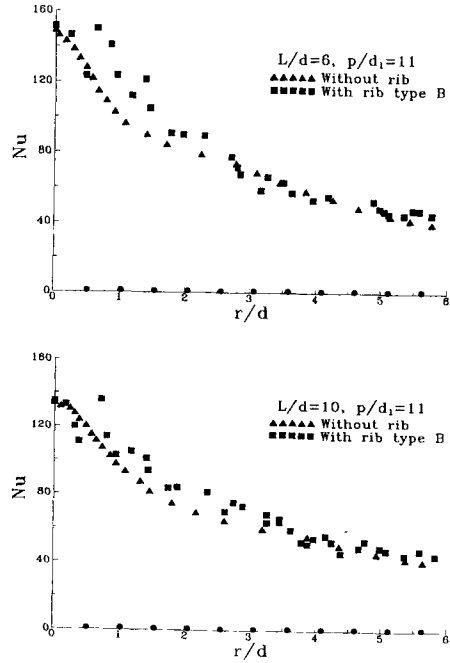 160
120
80
40
0
Nu
L/d=6, p/d₁=11
▲▲▲▲▲ Without rib
■■■■■ With rib type B
0 1 2 3 4 5 6
r/d
160
120
80
40
0
Nu
L/d=10, p/d₁=11
▲▲▲▲▲ Without rib
■■■■■ With rib type B
0 1 2 3 4 5 6
r/d